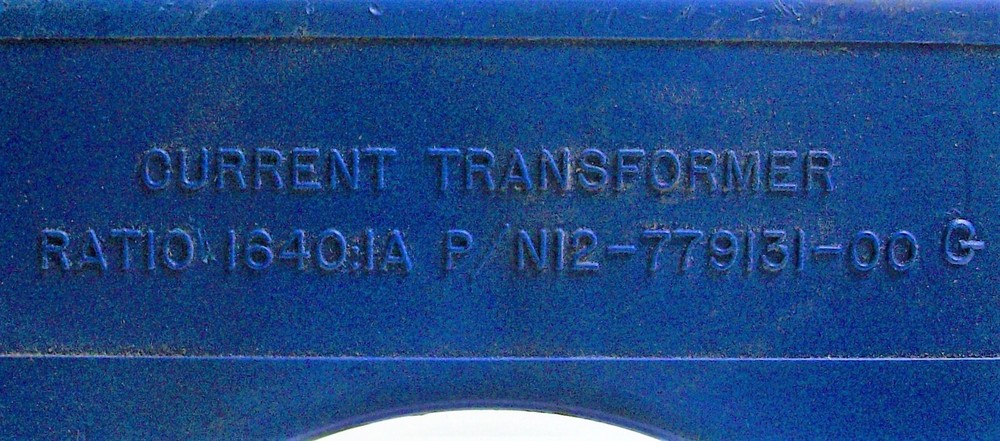 CURRENT TRANSFORMER
RATIO 1640:1A P/N12-779131-00 G